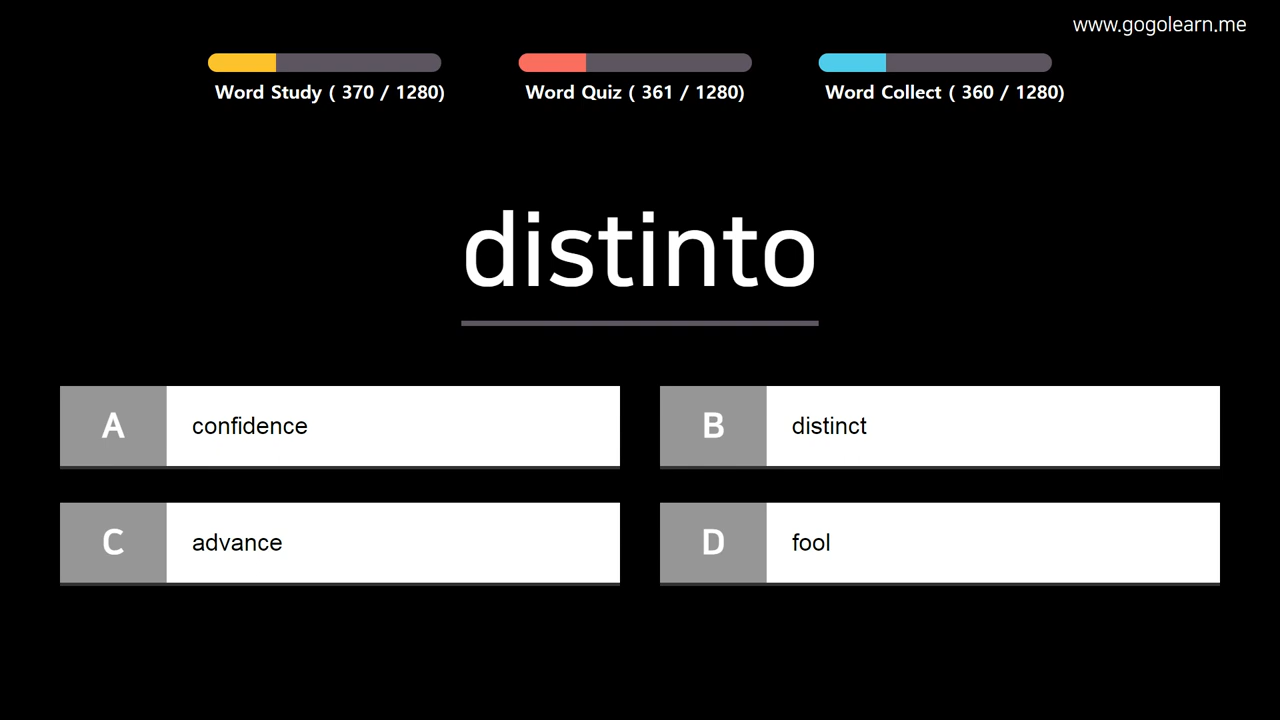 www.gogolearn.me
Word Study ( 370 / 1280)
Word Quiz ( 361 / 1280)
Word Collect ( 360 / 1280)
distinto
A confidence
B distinct
C advance
D fool